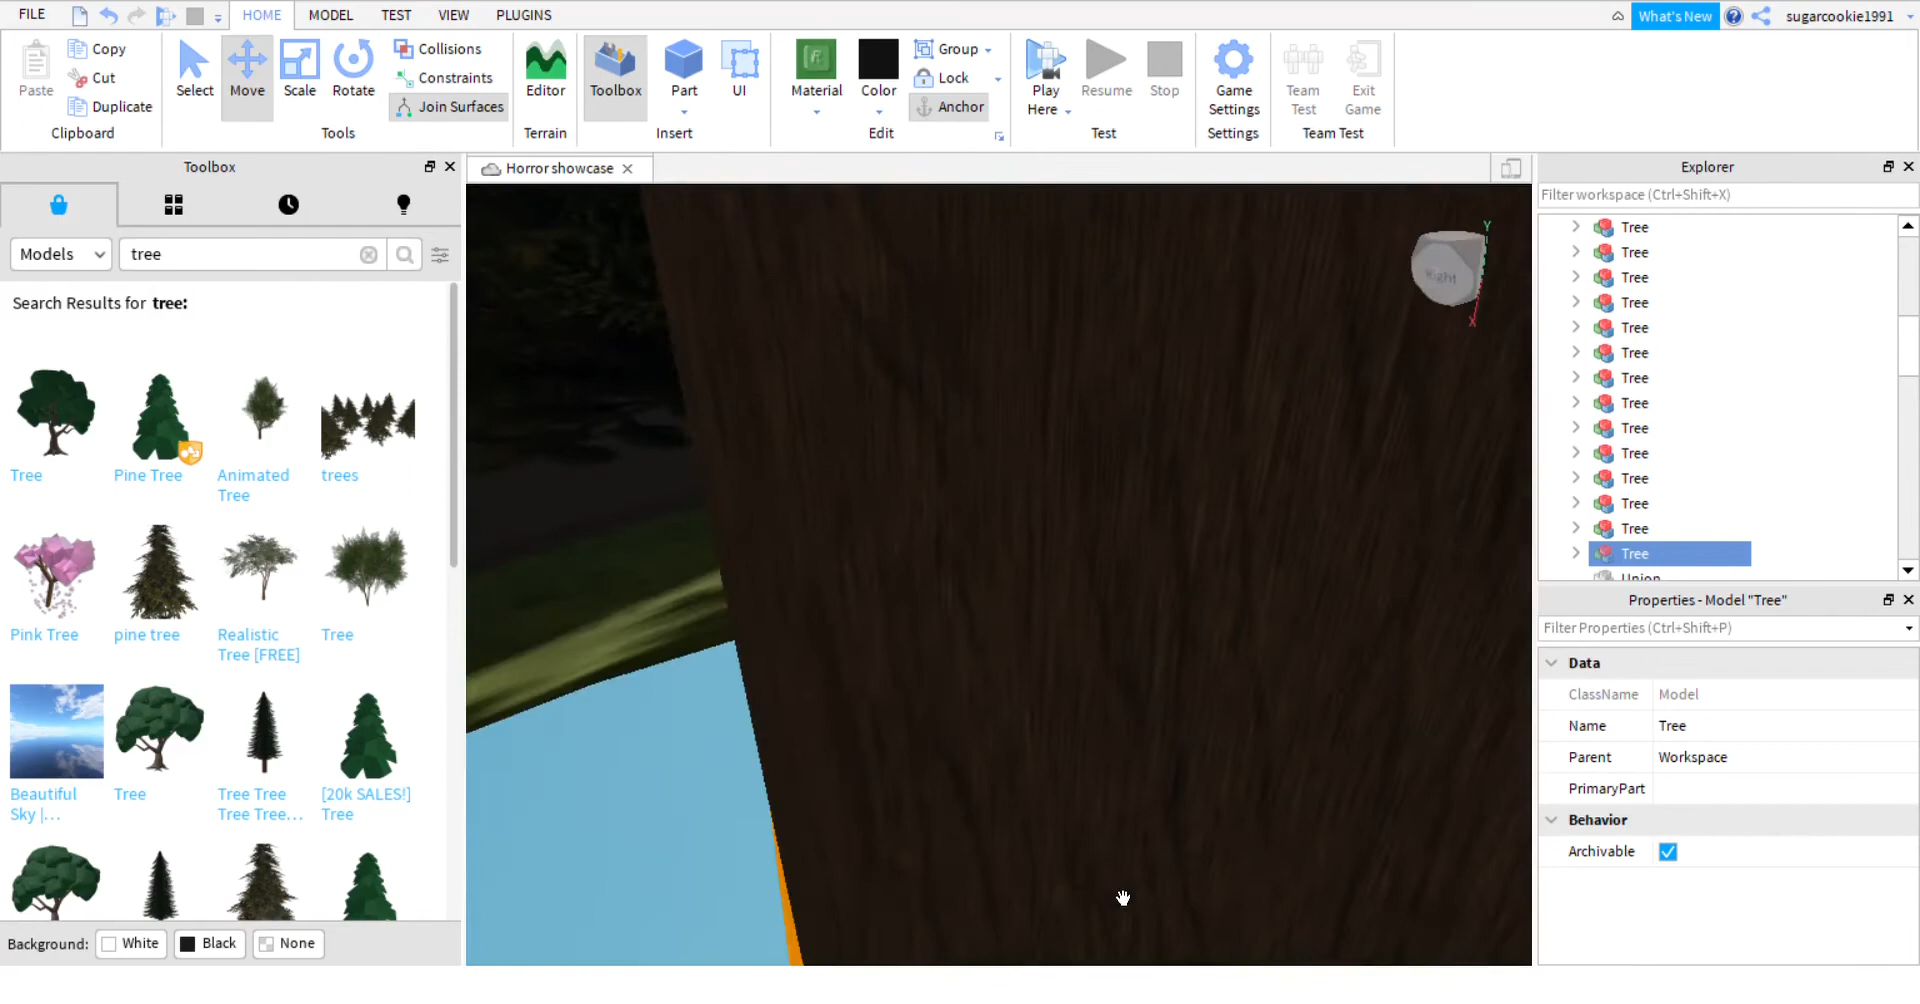 FILE HOME MODEL TEST VIEW PLUGINS What's New sugarcookie1991
Paste Copy Cut Duplicate Clipboard
Select Move Scale Rotate Collisions Constraints Join Surfaces Tools
Editor Terrain
Toolbox Part UI Insert
Material Color Group Lock Anchor Edit
Play Here Resume Stop Test
Game Settings Settings
Team Test Exit Game Team Test
Toolbox
Models tree
Search Results for tree:
Tree Pine Tree Animated Tree trees
Pink Tree pine tree Realistic Tree [FREE] Tree
Beautiful Sky |... Tree Tree Tree Tree Tree... [20k SALES!] Tree
Background: White Black None
Horror showcase
Right
Y
X
Explorer
Filter workspace (Ctrl+Shift+X)
Tree
Tree
Tree
Tree
Tree
Tree
Tree
Tree
Tree
Tree
Tree
Tree
Tree
Tree
Union
Properties - Model "Tree"
Filter Properties (Ctrl+Shift+P)
Data
ClassName Model
Name Tree
Parent Workspace
PrimaryPart
Behavior
Archivable